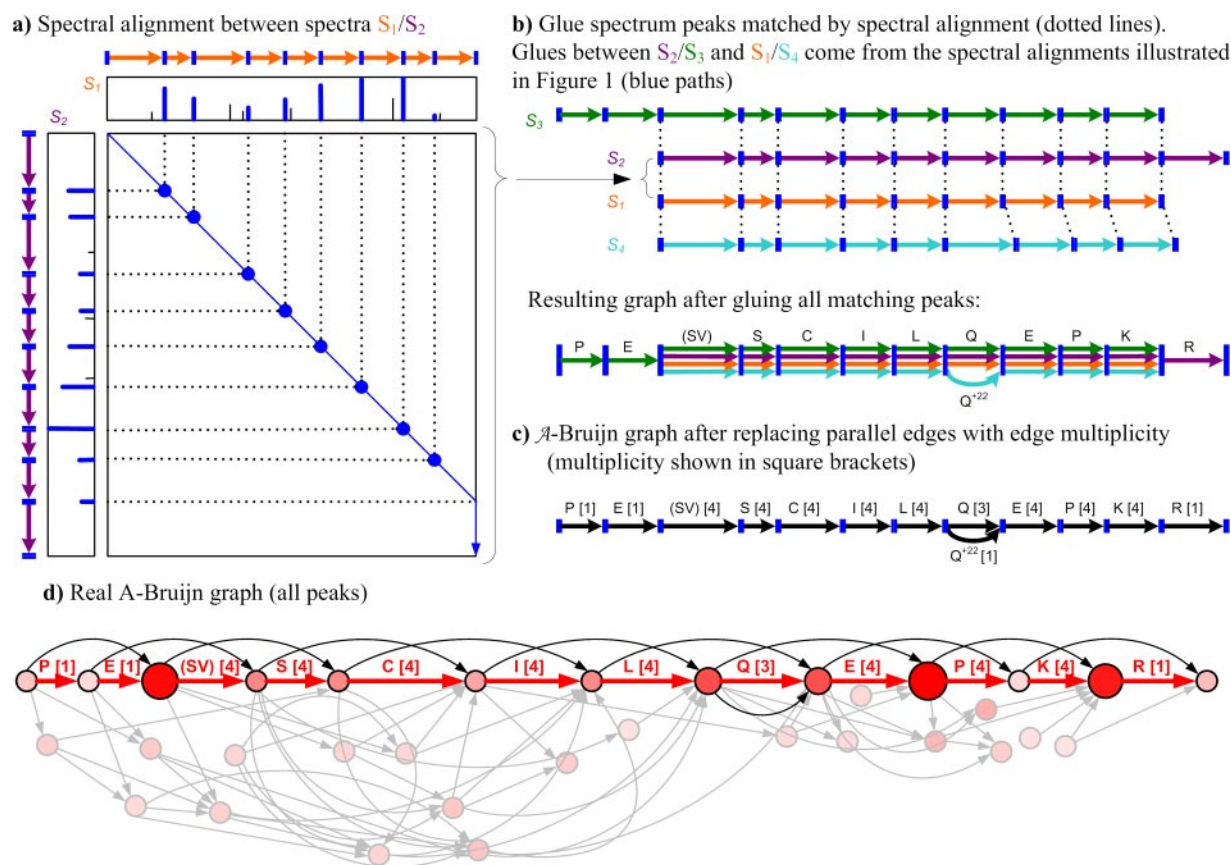 a) Spectral alignment between spectra S₁/S₂
S₁
S₂
b) Glue spectrum peaks matched by spectral alignment (dotted lines).
Glues between S₂/S₃ and S₁/S₄ come from the spectral alignments illustrated
in Figure 1 (blue paths)
S₃
S₂
S₁
S₄
Resulting graph after gluing all matching peaks:
P E (SV) S C I L Q E P K R
Q⁺²²
c) 𝒜-Bruijn graph after replacing parallel edges with edge multiplicity
(multiplicity shown in square brackets)
P [1] E [1] (SV) [4] S [4] C [4] I [4] L [4] Q [3] E [4] P [4] K [4] R [1]
Q⁺²² [1]
d) Real A-Bruijn graph (all peaks)
P [1] E [1] (SV) [4] S [4] C [4] I [4] L [4] Q [3] E [4] P [4] K [4] R [1]